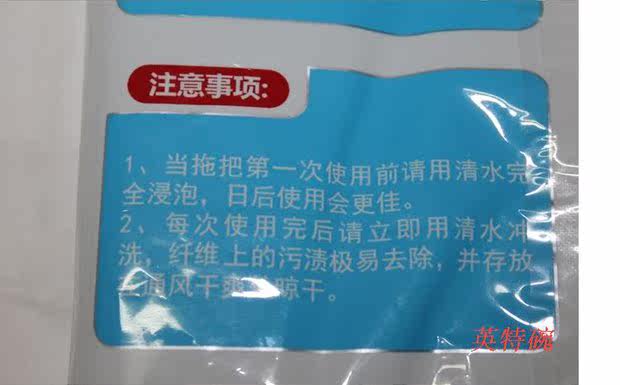 注意事项:
1、当拖把第一次使用前请用清水完
全浸泡，日后使用会更佳。
2、每次使用完后请立即用清水冲
洗，纤维上的污渍极易去除，并存放
通风干 晾干。
英特碗